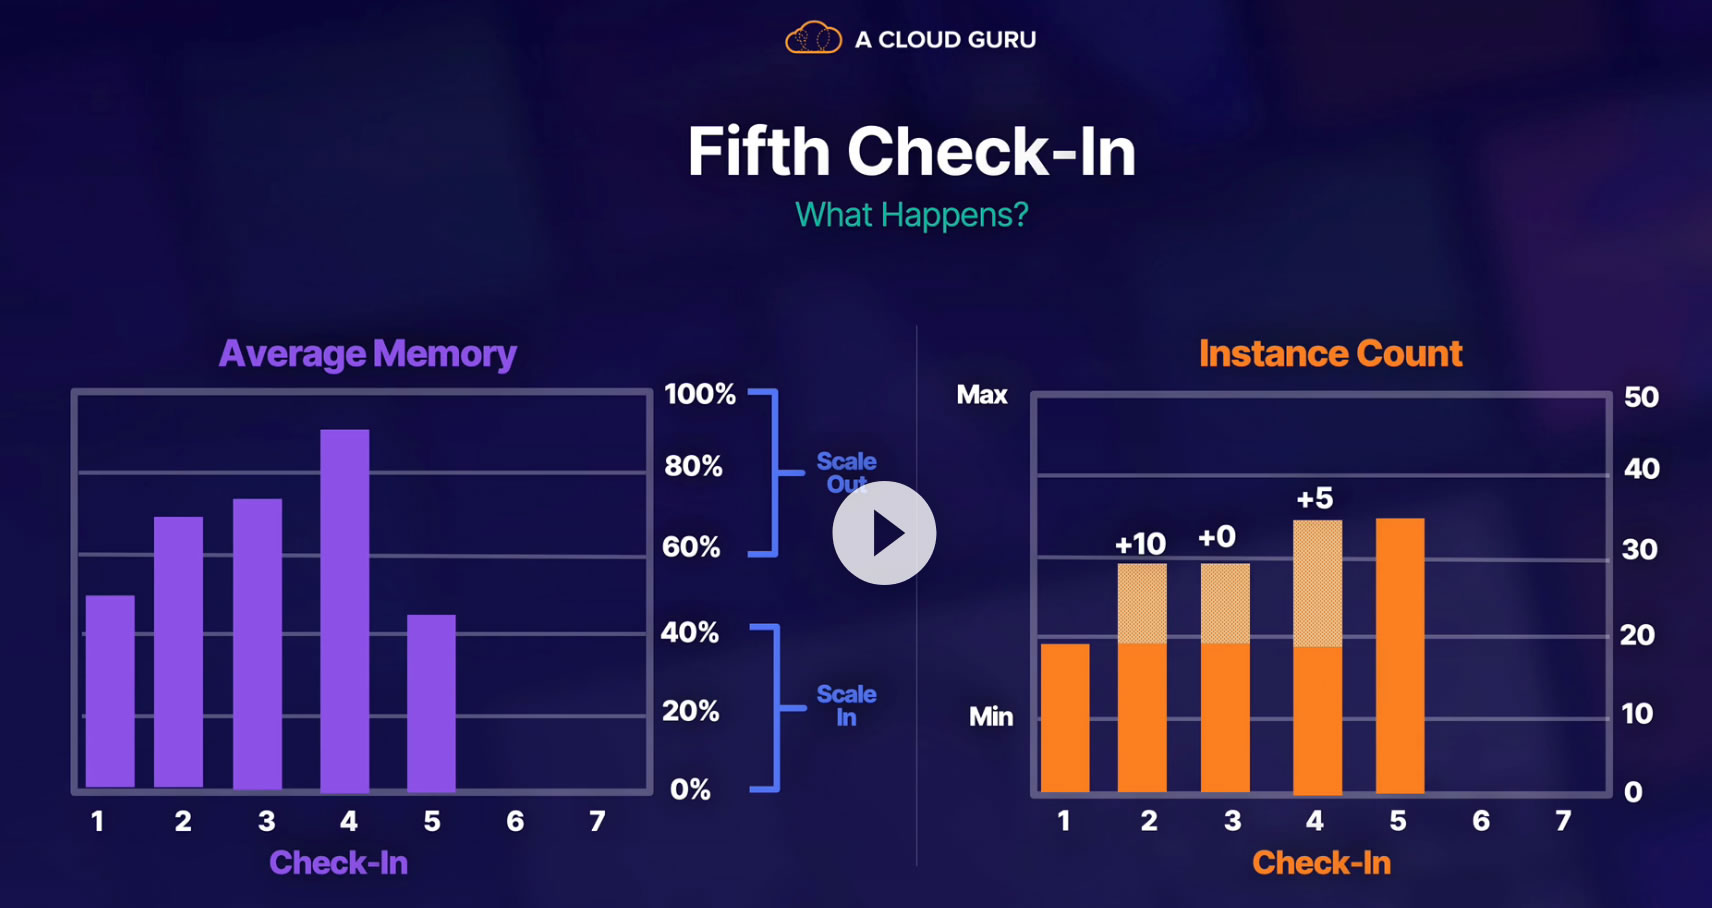 A CLOUD GURU
Fifth Check-In
What Happens?
Average Memory
100%
80%
60%
40%
20%
0%
Scale
Out
Scale
In
1 2 3 4 5 6 7
Check-In
Instance Count
Max
Min
+10
+0
+5
50
40
30
20
10
0
1 2 3 4 5 6 7
Check-In